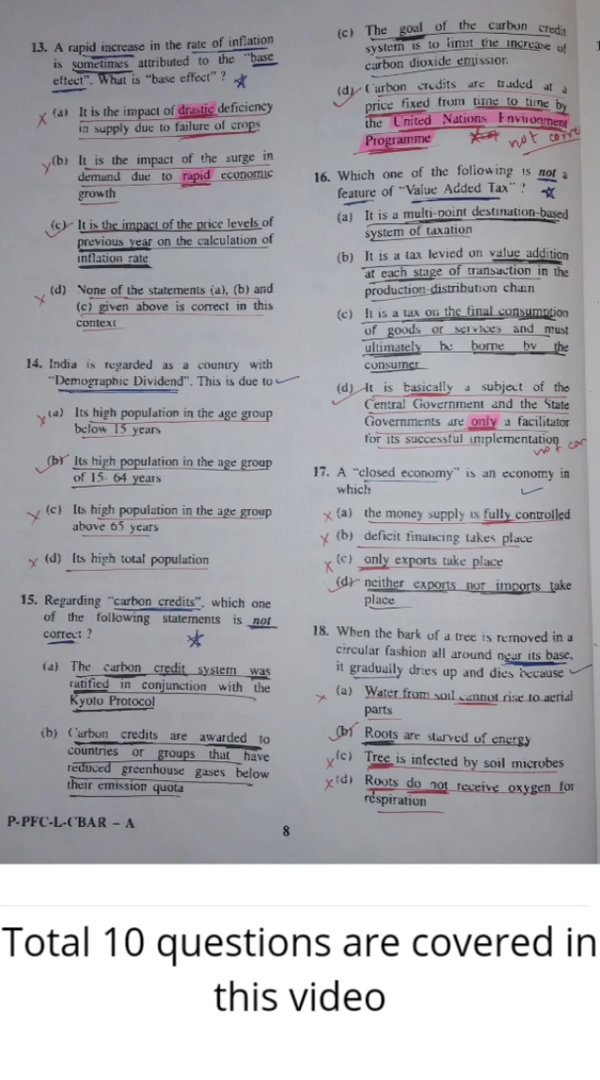 13. A rapid increase in the rate of inflation
is sometimes attributed to the "base
effect". What is "base effect" ?
(a) It is the impact of drastic deficiency
in supply due to failure of crops
(b) It is the impact of the surge in
demand due to rapid economic
growth
(c) It is the impact of the price levels of
previous year on the calculation of
inflation rate
(d) None of the statements (a), (b) and
(c) given above is correct in this
context
14. India is regarded as a country with
"Demographic Dividend". This is due to
(a) Its high population in the age group
below 15 years
(b) Its high population in the age group
of 15- 64 years
(c) Its high population in the age group
above 65 years
(d) Its high total population
15. Regarding "carbon credits", which one
of the following statements is not
correct ?
(a) The carbon credit system was
ratified in conjunction with the
Kyoto Protocol
(b) Carbon credits are awarded to
countries or groups that have
reduced greenhouse gases below
their emission quota
P-PFC-L-CBAR – A
8
(c) The goal of the carbon credit
system is to limit the increase of
carbon dioxide emission
(d) Carbon credits are traded at a
price fixed from time to time by
the United Nations Environment
Programme not corre
16. Which one of the following is not a
feature of "Value Added Tax" ?
(a) It is a multi-point destination-based
system of taxation
(b) It is a tax levied on value addition
at each stage of transaction in the
production-distribution chain
(c) It is a tax on the final consumption
of goods or services and must
ultimately be borne by the
consumer
(d) It is basically a subject of the
Central Government and the State
Governments are only a facilitator
for its successful implementation
not cor
17. A "closed economy" is an economy in
which
(a) the money supply is fully controlled
(b) deficit financing takes place
(c) only exports take place
(d) neither exports nor imports take
place
18. When the bark of a tree is removed in a
circular fashion all around near its base,
it gradually dries up and dies because
(a) Water from soil cannot rise to aerial
parts
(b) Roots are starved of energy
(c) Tree is infected by soil microbes
(d) Roots do not receive oxygen for
respiration
Total 10 questions are covered in
this video